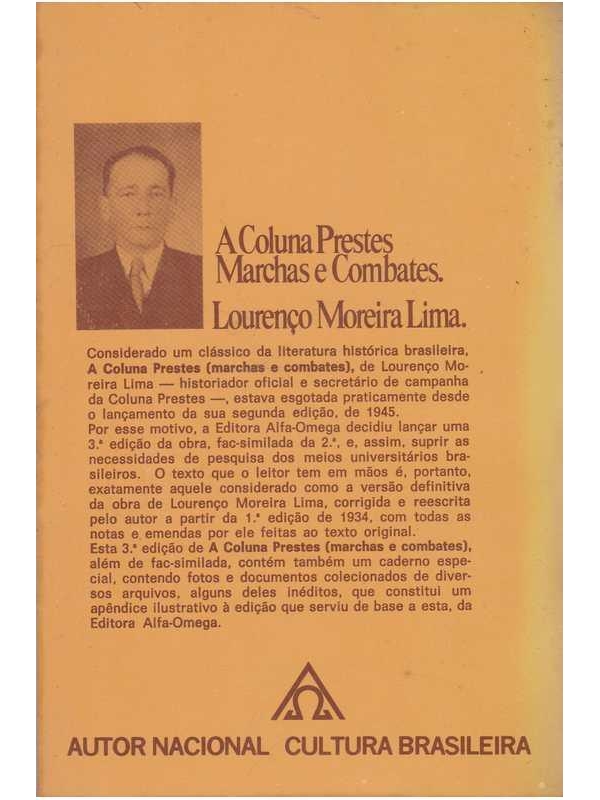 A Coluna Prestes
Marchas e Combates.
Lourenço Moreira Lima.
Considerado um clássico da literatura histórica brasileira,
A Coluna Prestes (marchas e combates), de Lourenço Mo-
reira Lima — historiador oficial e secretário de campanha
da Coluna Prestes —, estava esgotada praticamente desde
o lançamento da sua segunda edição, de 1945.
Por esse motivo, a Editora Alfa-Omega decidiu lançar uma
3.ª edição da obra, fac-similada da 2.ª, e, assim, suprir as
necessidades de pesquisa dos meios universitários bra-
sileiros. O texto que o leitor tem em mãos é, portanto,
exatamente aquele considerado como a versão definitiva
da obra de Lourenço Moreira Lima, corrigida e reescrita
pelo autor a partir da 1.ª edição de 1934, com todas as
notas e emendas por ele feitas ao texto original.
Esta 3.ª edição de A Coluna Prestes (marchas e combates),
além de fac-similada, contém também um caderno espe-
cial, contendo fotos e documentos colecionados de diver-
sos arquivos, alguns deles inéditos, que constitui um
apêndice ilustrativo à edição que serviu de base a esta, da
Editora Alfa-Omega.
AUTOR NACIONAL CULTURA BRASILEIRA